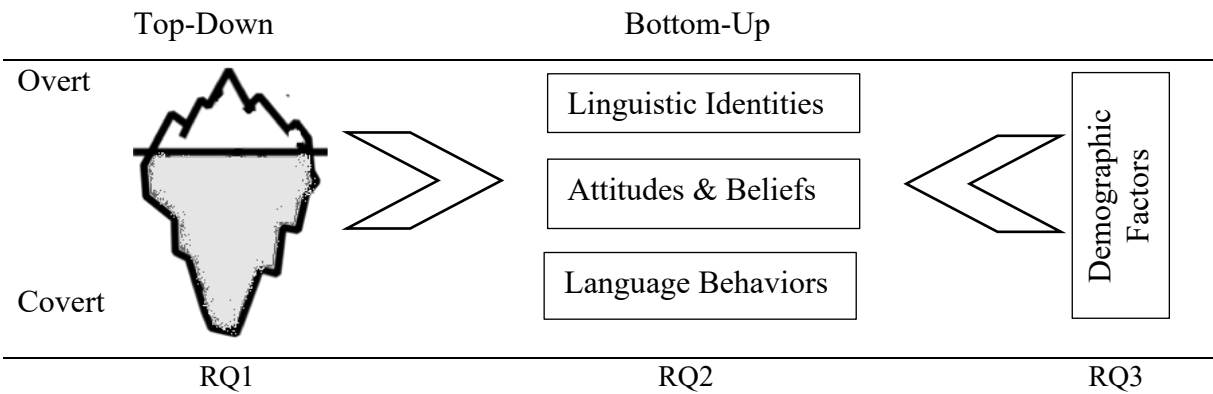 Top-Down Bottom-Up
Overt
Linguistic Identities
Attitudes & Beliefs
Language Behaviors
Covert
Demographic
Factors
RQ1 RQ2 RQ3